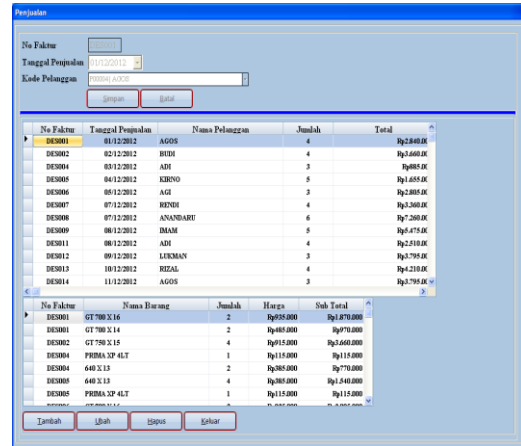 Penjualan
No Faktur DES001
Tanggal Penjualan 01/12/2012
Kode Pelanggan P0004| AGOS
Simpan Batal
No Faktur Tanggal Penjualan Nama Pelanggan Jumlah Total
DES001 01/12/2012 AGOS 4 Rp2.840.00
DES002 02/12/2012 BUDI 4 Rp3.660.00
DES004 03/12/2012 ADI 3 Rp885.00
DES005 04/12/2012 KIRNO 5 Rp1.655.00
DES006 05/12/2012 AGI 3 Rp2.805.00
DES007 07/12/2012 RENDI 4 Rp3.360.00
DES008 07/12/2012 ANANDARU 6 Rp7.260.00
DES009 08/12/2012 IMAM 5 Rp5.475.00
DES011 08/12/2012 ADI 4 Rp2.510.00
DES012 09/12/2012 LUKMAN 3 Rp3.795.00
DES013 10/12/2012 RIZAL 4 Rp4.210.00
DES014 11/12/2012 AGOS 3 Rp3.795.00
No Faktur Nama Barang Jumlah Harga Sub Total
DES001 GT 700 X 16 2 Rp935.000 Rp1.870.000
DES001 GT 700 X 13 2 Rp485.000 Rp970.000
DES002 GT 750 X 15 4 Rp915.000 Rp3.660.000
DES004 PRIMA XP 4LT 1 Rp115.000 Rp115.000
DES004 640 X 13 2 Rp385.000 Rp770.000
DES005 640 X 13 4 Rp385.000 Rp1.540.000
DES005 PRIMA XP 4LT 1 Rp115.000 Rp115.000
Tambah Ubah Hapus Keluar